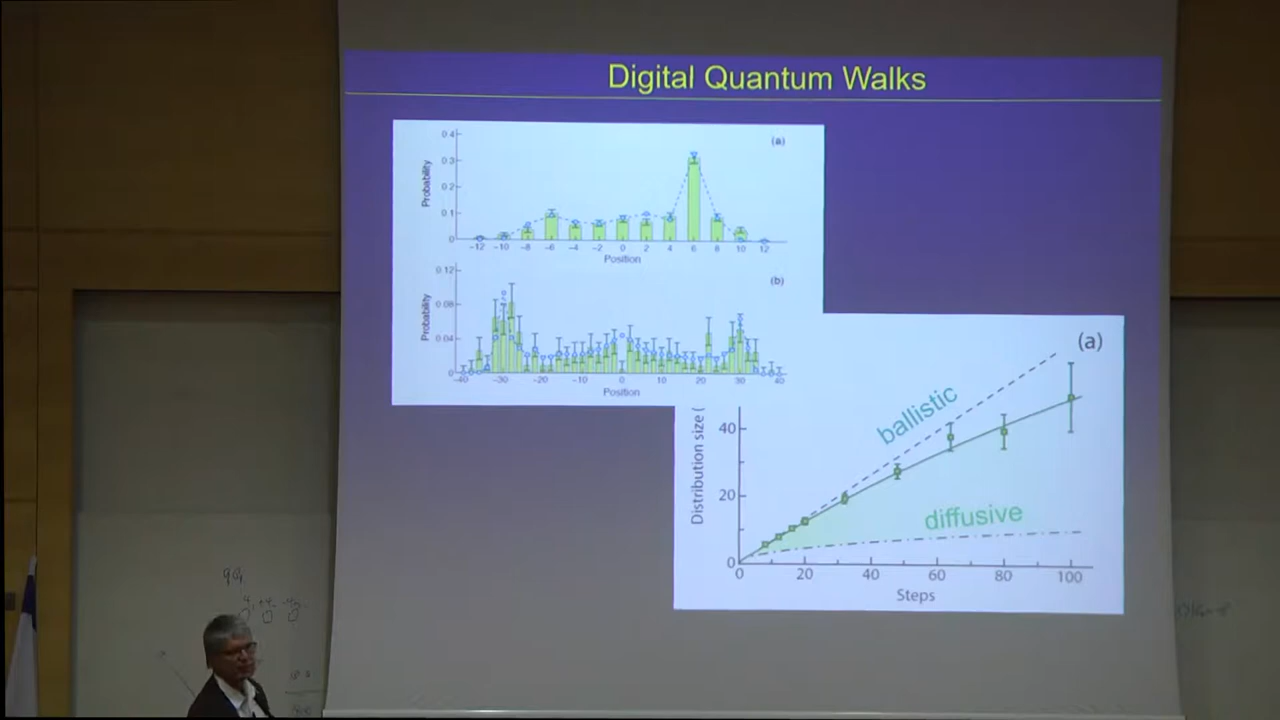 Digital Quantum Walks
(a)
Probability
0.4
0.3
0.2
0.1
0
−12 −10 −8 −6 −4 −2 0 2 4 6 8 10 12
Position
(b)
Probability
0.12
0.08
0.04
0
−40 −30 −20 −10 0 10 20 30 40
Position
(a)
ballistic
diffusive
Distribution size (
40
20
0
0 20 40 60 80 100
Steps